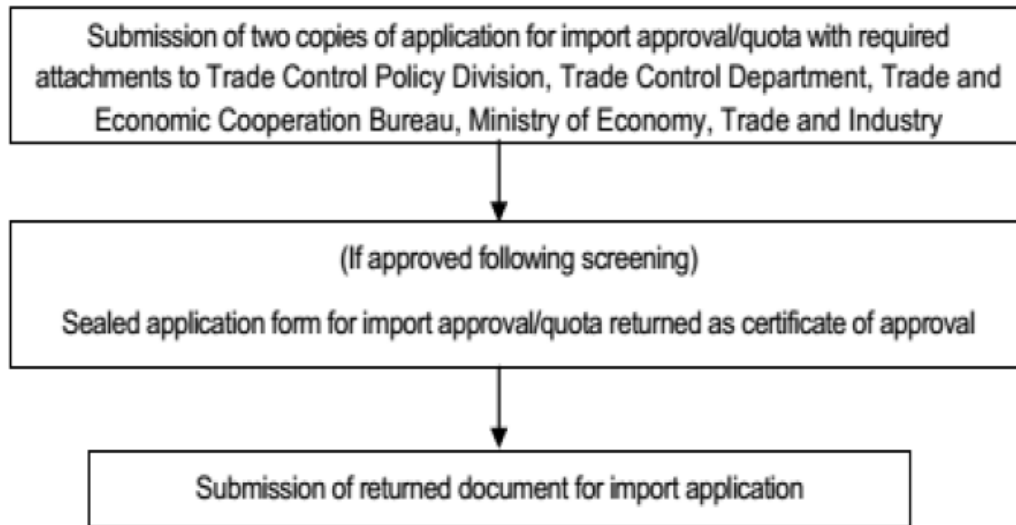 Submission of two copies of application for import approval/quota with required
attachments to Trade Control Policy Division, Trade Control Department, Trade and
Economic Cooperation Bureau, Ministry of Economy, Trade and Industry
(If approved following screening)
Sealed application form for import approval/quota returned as certificate of approval
Submission of returned document for import application